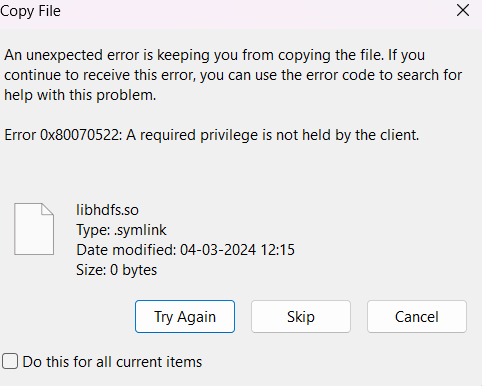 Copy File
An unexpected error is keeping you from copying the file. If you
continue to receive this error, you can use the error code to search for
help with this problem.
Error 0x80070522: A required privilege is not held by the client.
libhdfs.so
Type: .symlink
Date modified: 04-03-2024 12:15
Size: 0 bytes
Try Again
Skip
Cancel
Do this for all current items